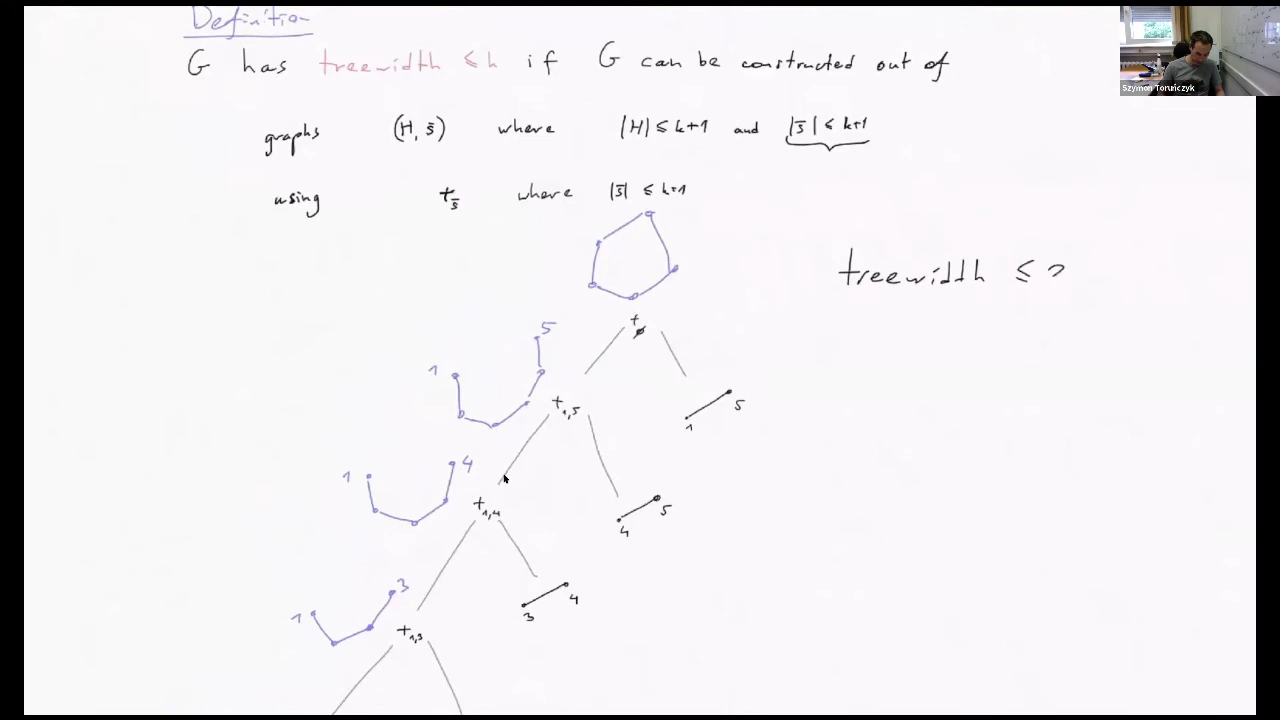 Definition
G has treewidth ≤ k if G can be constructed out of
graphs (H, s̄) where |H| ≤ k+1 and |s̄| ≤ k+1
using +s̄ where |s̄| ≤ k+1
treewidth ≤ 2
+∅
5
1
+1,5
1 5
1 4
+1,4
4 5
1 3
+1,3
3 4
Szymon Toruńczyk